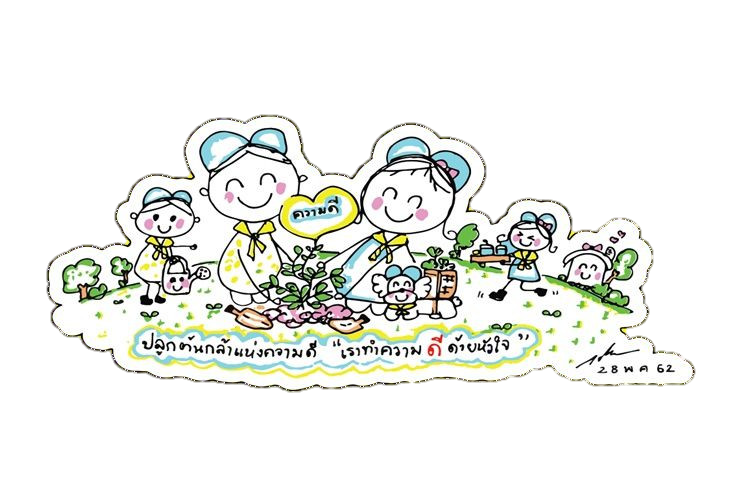 ความดี
ปลูกต้นกล้าแห่งความดี "เราทำความ ดี ด้วยหัวใจ"
28 พ ค 62